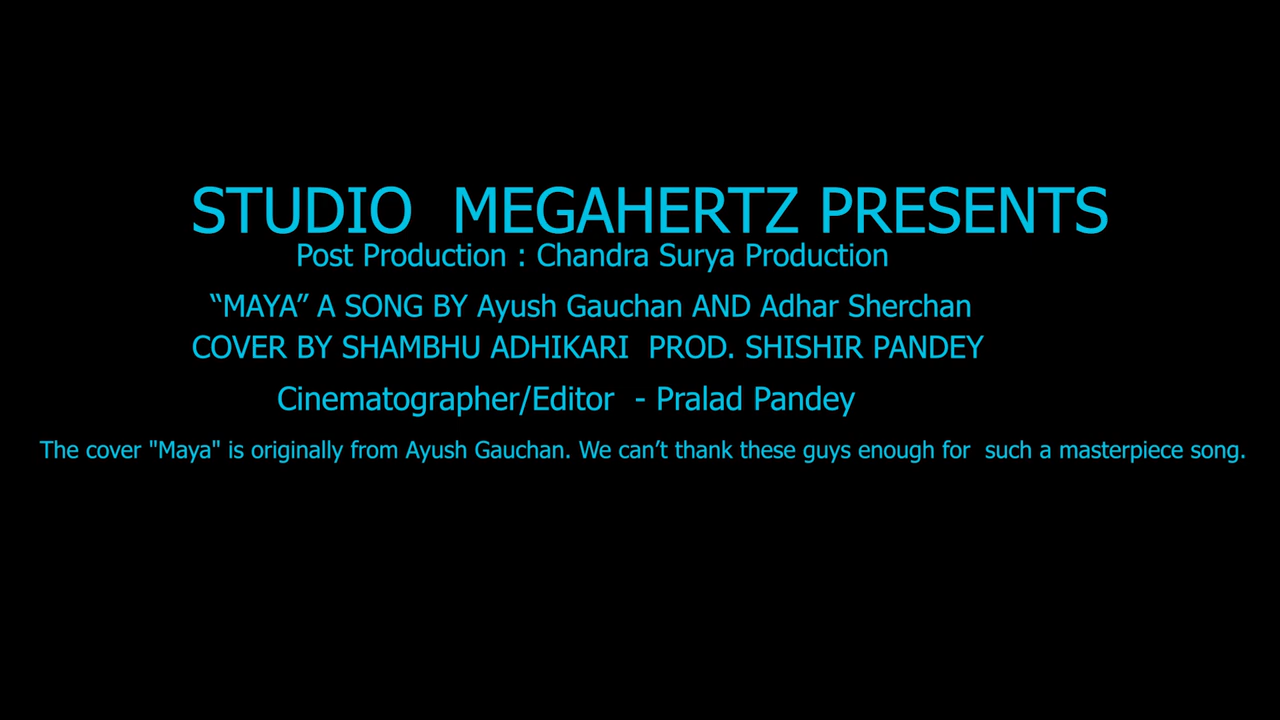 STUDIO  MEGAHERTZ PRESENTS
Post Production : Chandra Surya Production
“MAYA” A SONG BY Ayush Gauchan AND Adhar Sherchan
COVER BY SHAMBHU ADHIKARI  PROD. SHISHIR PANDEY
Cinematographer/Editor  - Pralad Pandey
The cover "Maya" is originally from Ayush Gauchan. We can’t thank these guys enough for  such a masterpiece song.